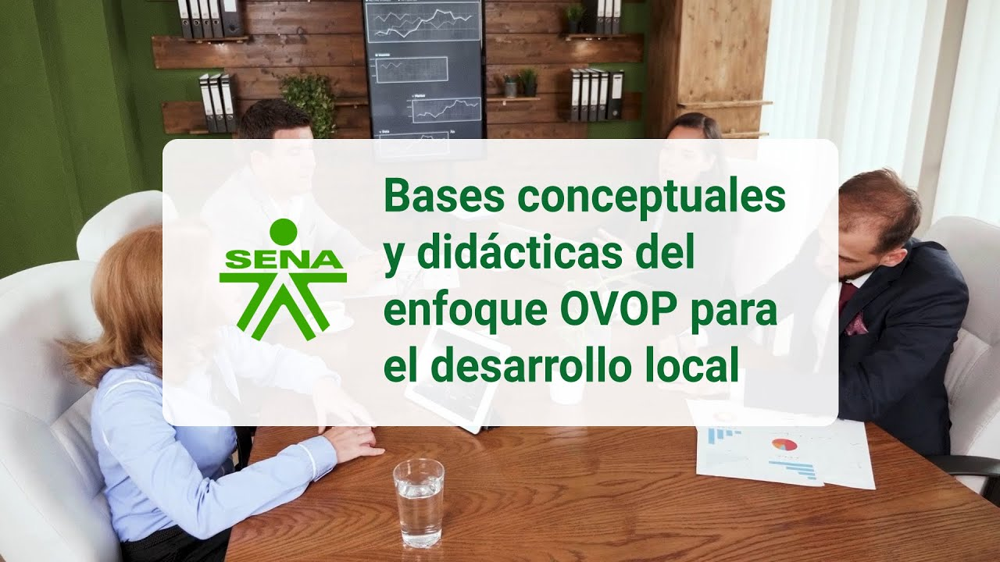 SENA
Bases conceptuales
y didácticas del
enfoque OVOP para
el desarrollo local